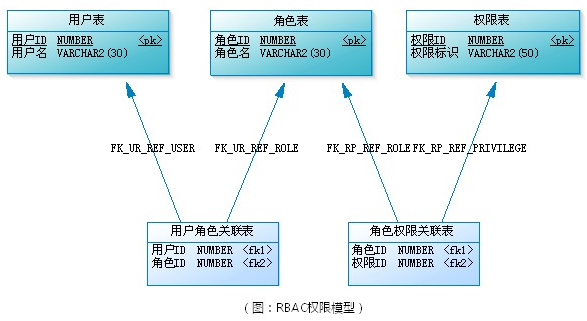 用户表
用户ID NUMBER <pk>
用户名 VARCHAR2(30)
角色表
角色ID NUMBER <pk>
角色名 VARCHAR2(30)
权限表
权限ID NUMBER <pk>
权限标识 VARCHAR2(50)
FK_UR_REF_USER
FK_UR_REF_ROLE
FK_RP_REF_ROLE
FK_RP_REF_PRIVILEGE
用户角色关联表
用户ID NUMBER <fk1>
角色ID NUMBER <fk2>
角色权限关联表
角色ID NUMBER <fk1>
权限ID NUMBER <fk2>
(图：RBAC权限模型)